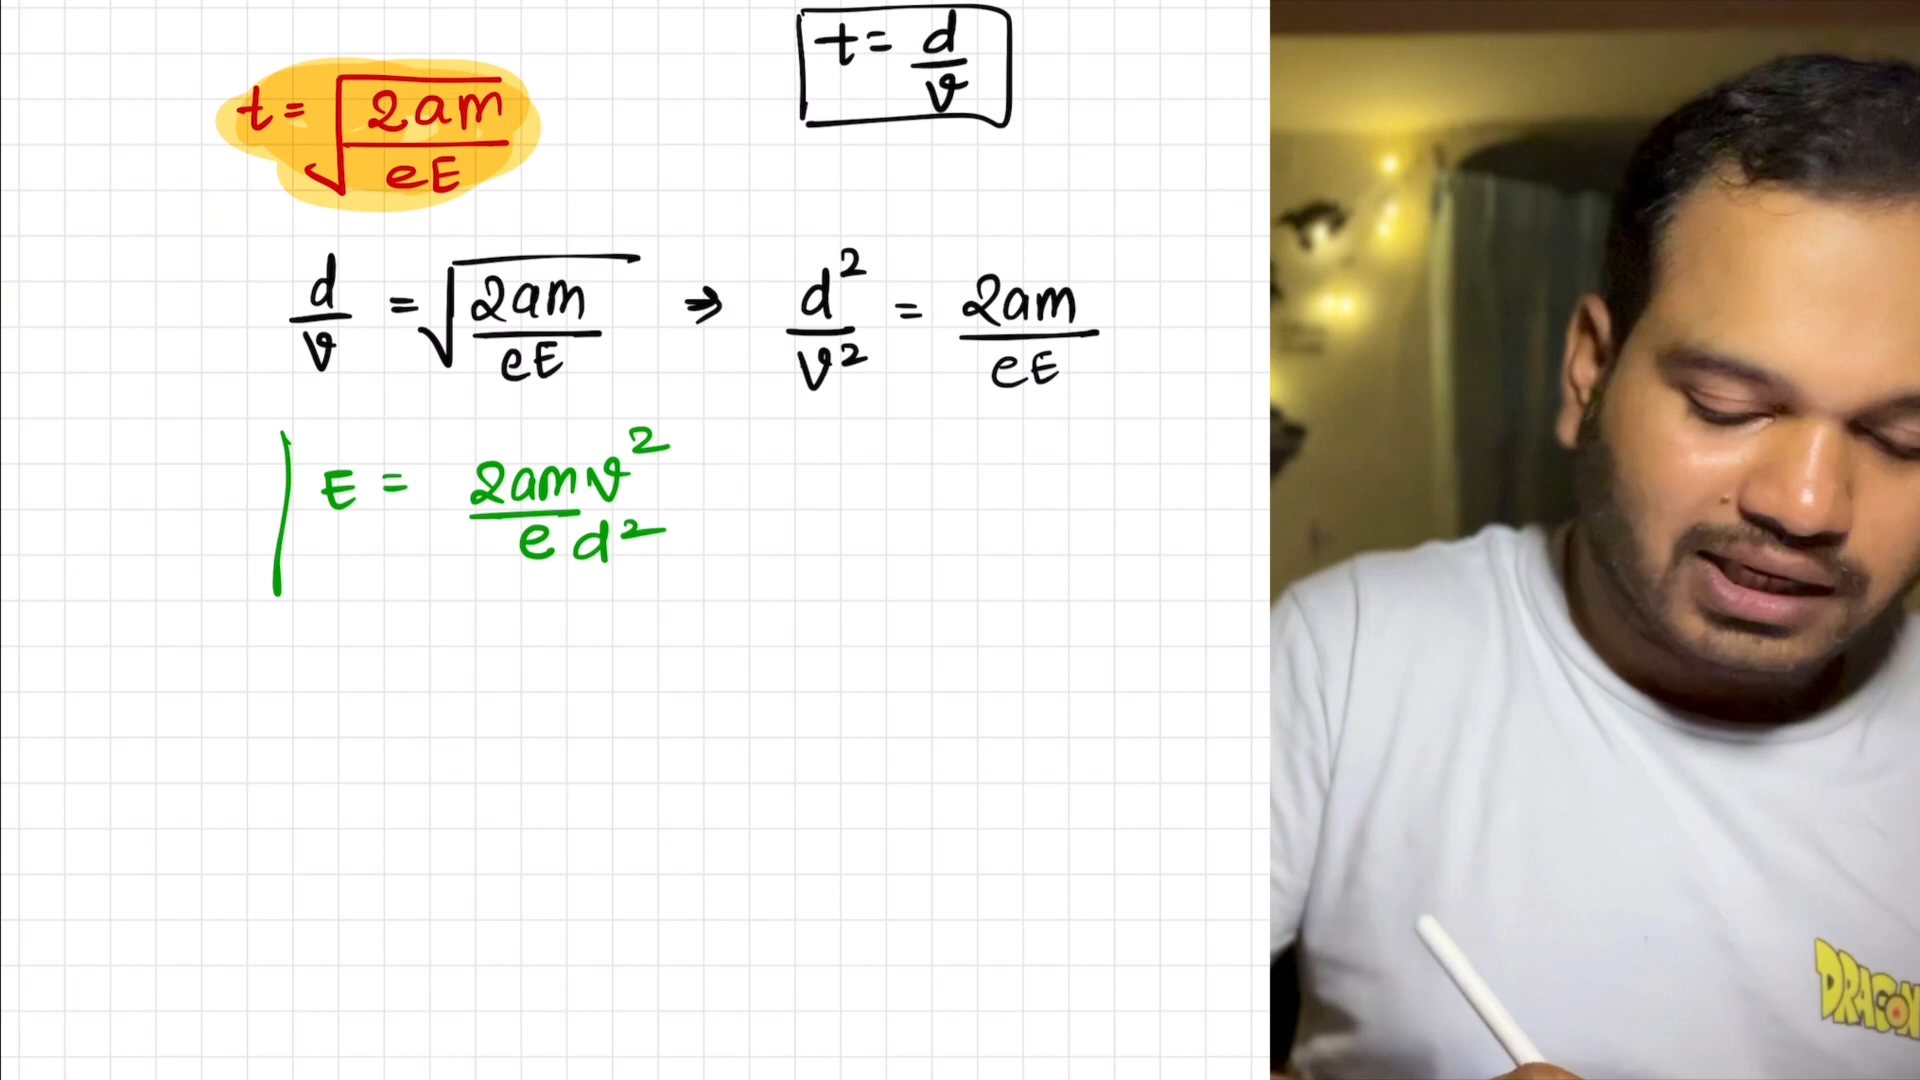 t = d/v
t = √(2am/eE)
d/v = √(2am/eE) ⇒ d²/v² = 2am/eE
E = 2amv²/ed²
DRAGON